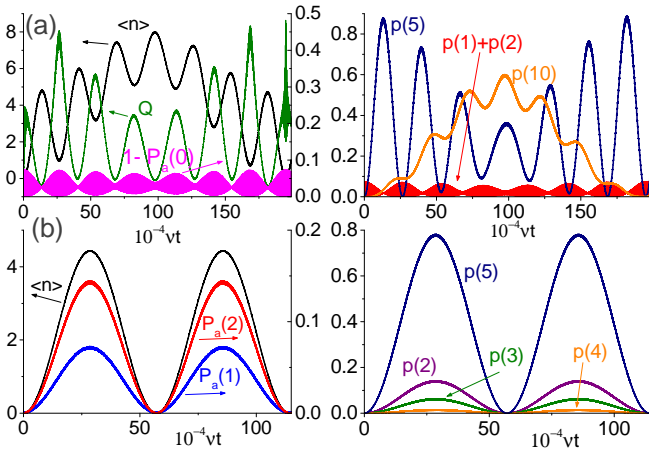 (a)
<n>
Q
1- P_a(0)
8
6
4
2
0
0.5
0.4
0.3
0.2
0.1
0.0
0 50 100 150
10^-4 νt
p(5)
p(1)+p(2)
p(10)
0.8
0.6
0.4
0.2
0.0
0 50 100 150
10^-4 νt
(b)
<n>
P_a(2)
P_a(1)
4
2
0
0.2
0.1
0.0
0 50 100
10^-4 νt
p(5)
p(2)
p(3)
p(4)
0.8
0.6
0.4
0.2
0.0
0 50 100
10^-4 νt